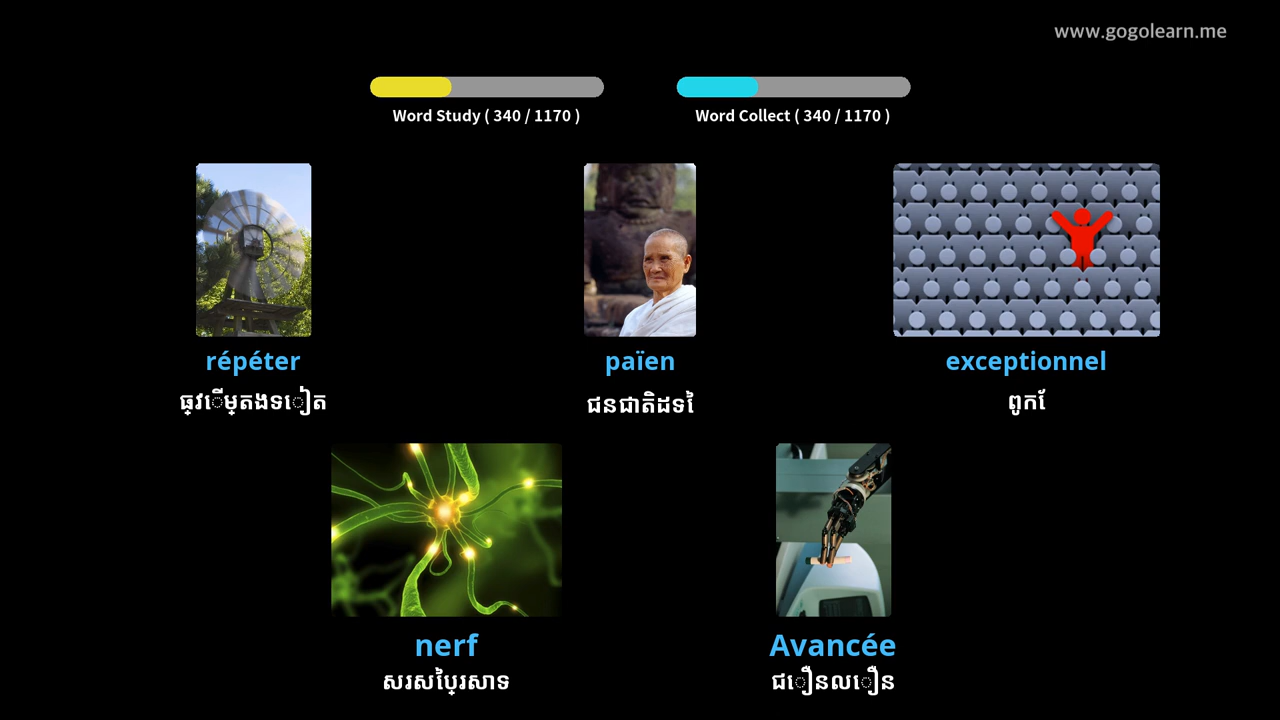 www.gogolearn.me
Word Study ( 340 / 1170 )
Word Collect ( 340 / 1170 )
répéter
païen
exceptionnel
ធ្វើម្តងទៀត
ជនជាតិដទៃ
ពូកែ
nerf
Avancée
សរសៃប្រសាទ
ជឿនលឿន